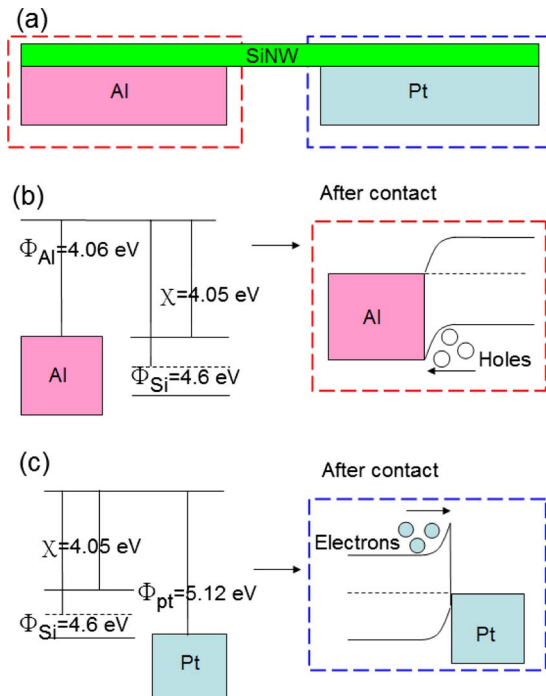 (a)
SiNW
Al
Pt
(b)
After contact
ΦAl=4.06 eV
χ=4.05 eV
Al
ΦSi=4.6 eV
Al
Holes
(c)
After contact
χ=4.05 eV
Electrons
Φpt=5.12 eV
ΦSi=4.6 eV
Pt
Pt